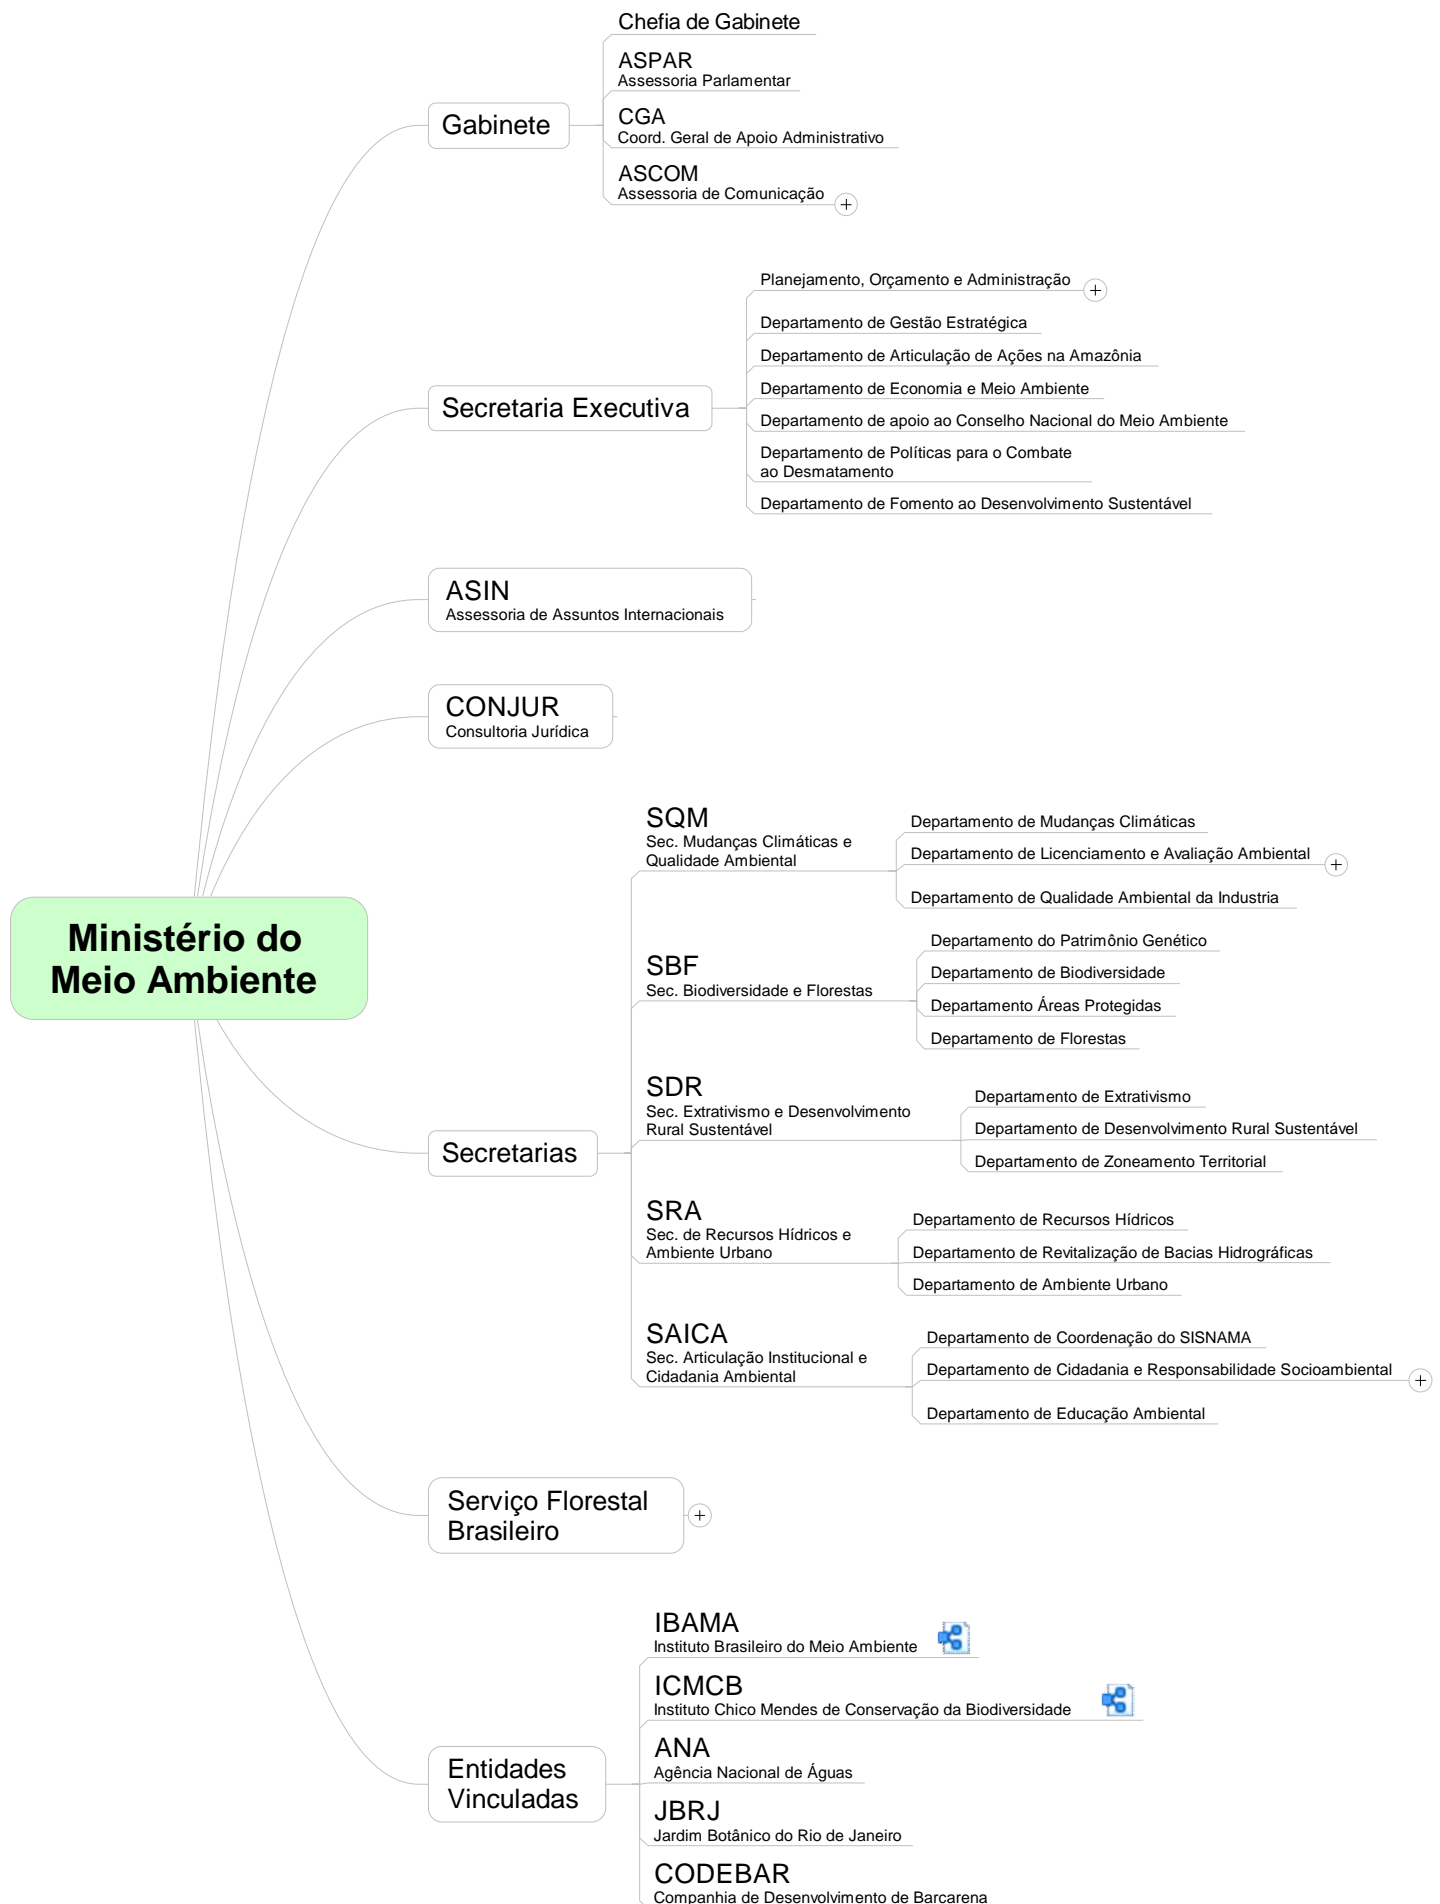 Chefia de Gabinete
ASPAR
Assessoria Parlamentar
Gabinete
CGA
Coord. Geral de Apoio Administrativo
ASCOM
Assessoria de Comunicação
Planejamento, Orçamento e Administração
Departamento de Gestão Estratégica
Departamento de Articulação de Ações na Amazônia
Departamento de Economia e Meio Ambiente
Secretaria Executiva
Departamento de apoio ao Conselho Nacional do Meio Ambiente
Departamento de Políticas para o Combate
ao Desmatamento
Departamento de Fomento ao Desenvolvimento Sustentável
ASIN
Assessoria de Assuntos Internacionais
CONJUR
Consultoria Jurídica
Ministério do
Meio Ambiente
Secretarias
SQM
Sec. Mudanças Climáticas e
Qualidade Ambiental
Departamento de Mudanças Climáticas
Departamento de Licenciamento e Avaliação Ambiental
Departamento de Qualidade Ambiental da Industria
SBF
Sec. Biodiversidade e Florestas
Departamento do Patrimônio Genético
Departamento de Biodiversidade
Departamento Áreas Protegidas
Departamento de Florestas
SDR
Sec. Extrativismo e Desenvolvimento
Rural Sustentável
Departamento de Extrativismo
Departamento de Desenvolvimento Rural Sustentável
Departamento de Zoneamento Territorial
SRA
Sec. de Recursos Hídricos e
Ambiente Urbano
Departamento de Recursos Hídricos
Departamento de Revitalização de Bacias Hidrográficas
Departamento de Ambiente Urbano
SAICA
Sec. Articulação Institucional e
Cidadania Ambiental
Departamento de Coordenação do SISNAMA
Departamento de Cidadania e Responsabilidade Socioambiental
Departamento de Educação Ambiental
Serviço Florestal
Brasileiro
Entidades
Vinculadas
IBAMA
Instituto Brasileiro do Meio Ambiente
ICMCB
Instituto Chico Mendes de Conservação da Biodiversidade
ANA
Agência Nacional de Águas
JBRJ
Jardim Botânico do Rio de Janeiro
CODEBAR
Companhia de Desenvolvimento de Barcarena